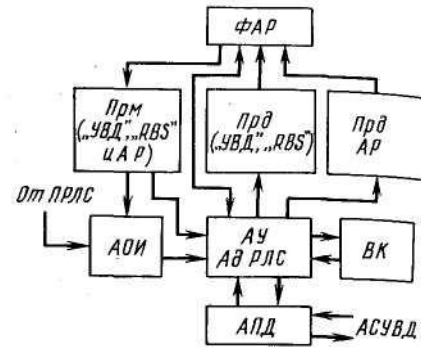 ФАР
Прм
(„УВД",„RBS"
и АР)
Прд
(„УВД",„RBS")
Прд
АР
От ПРЛС
АОИ
АУ
Ад РЛС
ВК
АПД
АСУВД